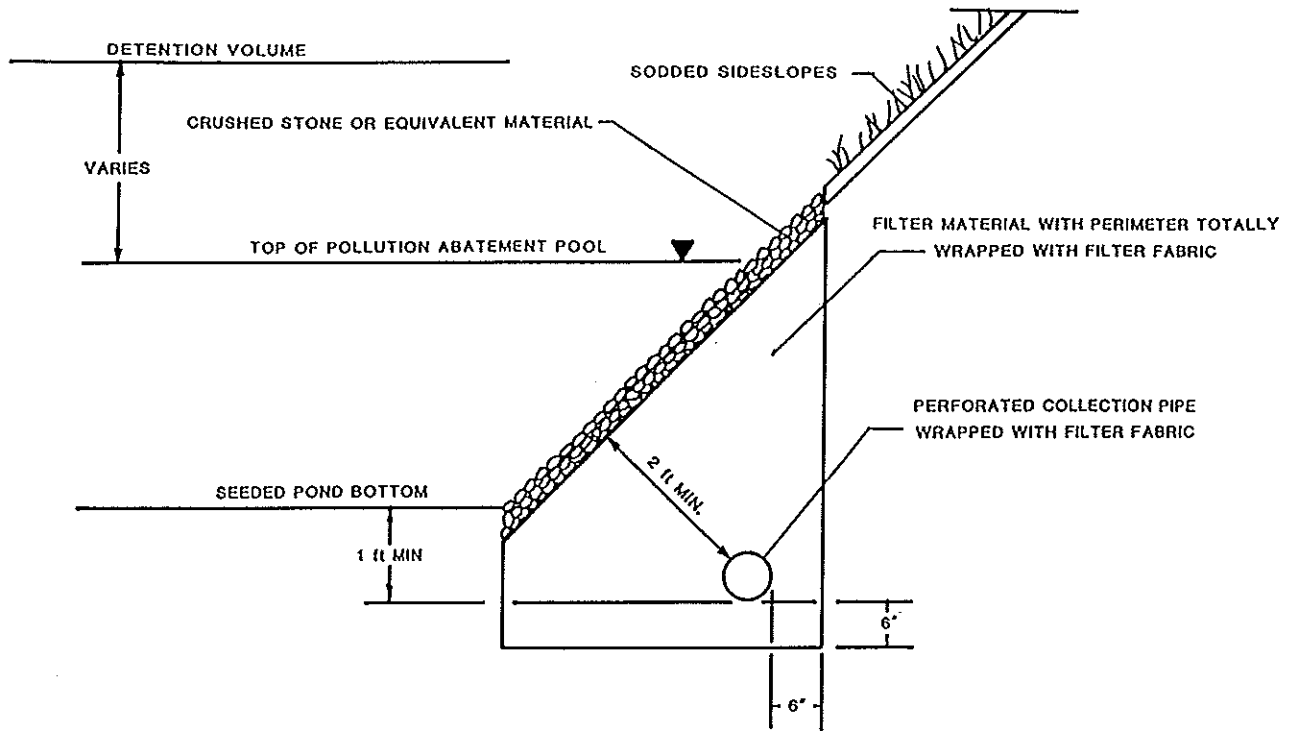 DETENTION VOLUME
SODDED SIDESLOPES
CRUSHED STONE OR EQUIVALENT MATERIAL
VARIES
FILTER MATERIAL WITH PERIMETER TOTALLY
WRAPPED WITH FILTER FABRIC
TOP OF POLLUTION ABATEMENT POOL
PERFORATED COLLECTION PIPE
WRAPPED WITH FILTER FABRIC
2 ft MIN.
SEEDED POND BOTTOM
1 ft MIN
6"
6"